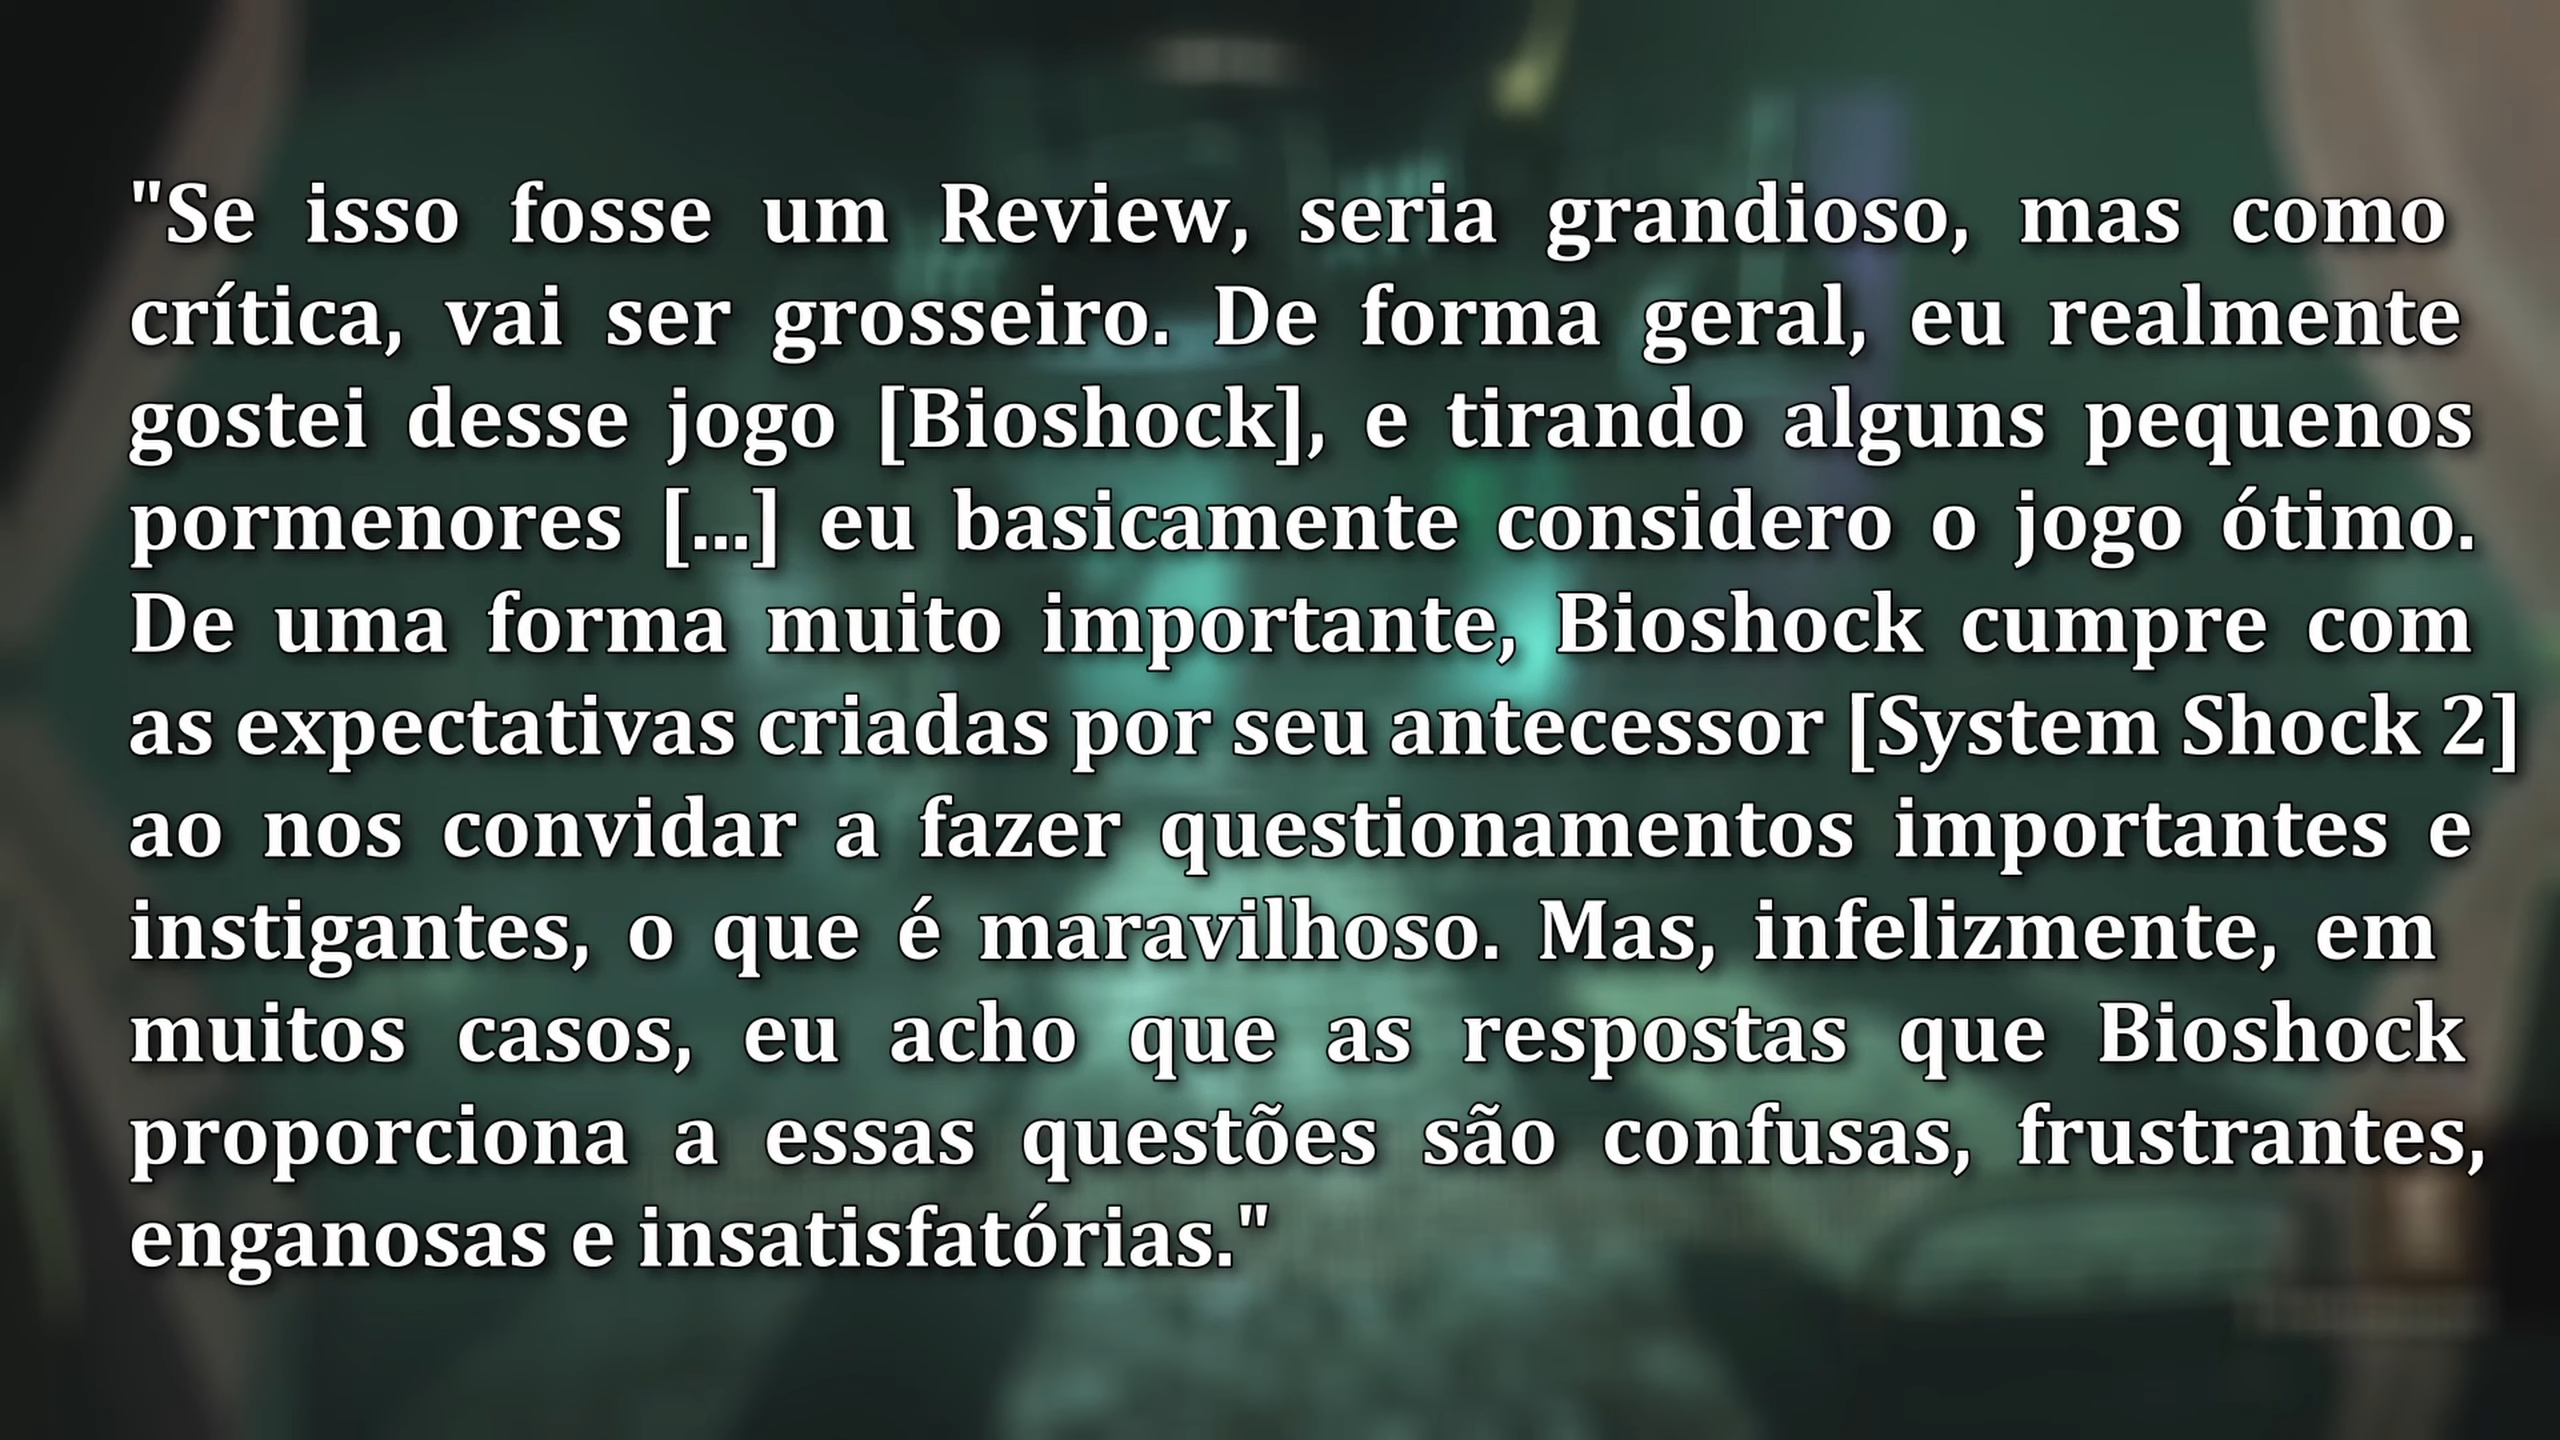 "Se isso fosse um Review, seria grandioso, mas como
crítica, vai ser grosseiro. De forma geral, eu realmente
gostei desse jogo [Bioshock], e tirando alguns pequenos
pormenores [...] eu basicamente considero o jogo ótimo.
De uma forma muito importante, Bioshock cumpre com
as expectativas criadas por seu antecessor [System Shock 2]
ao nos convidar a fazer questionamentos importantes e
instigantes, o que é maravilhoso. Mas, infelizmente, em
muitos casos, eu acho que as respostas que Bioshock
proporciona a essas questões são confusas, frustrantes,
enganosas e insatisfatórias."